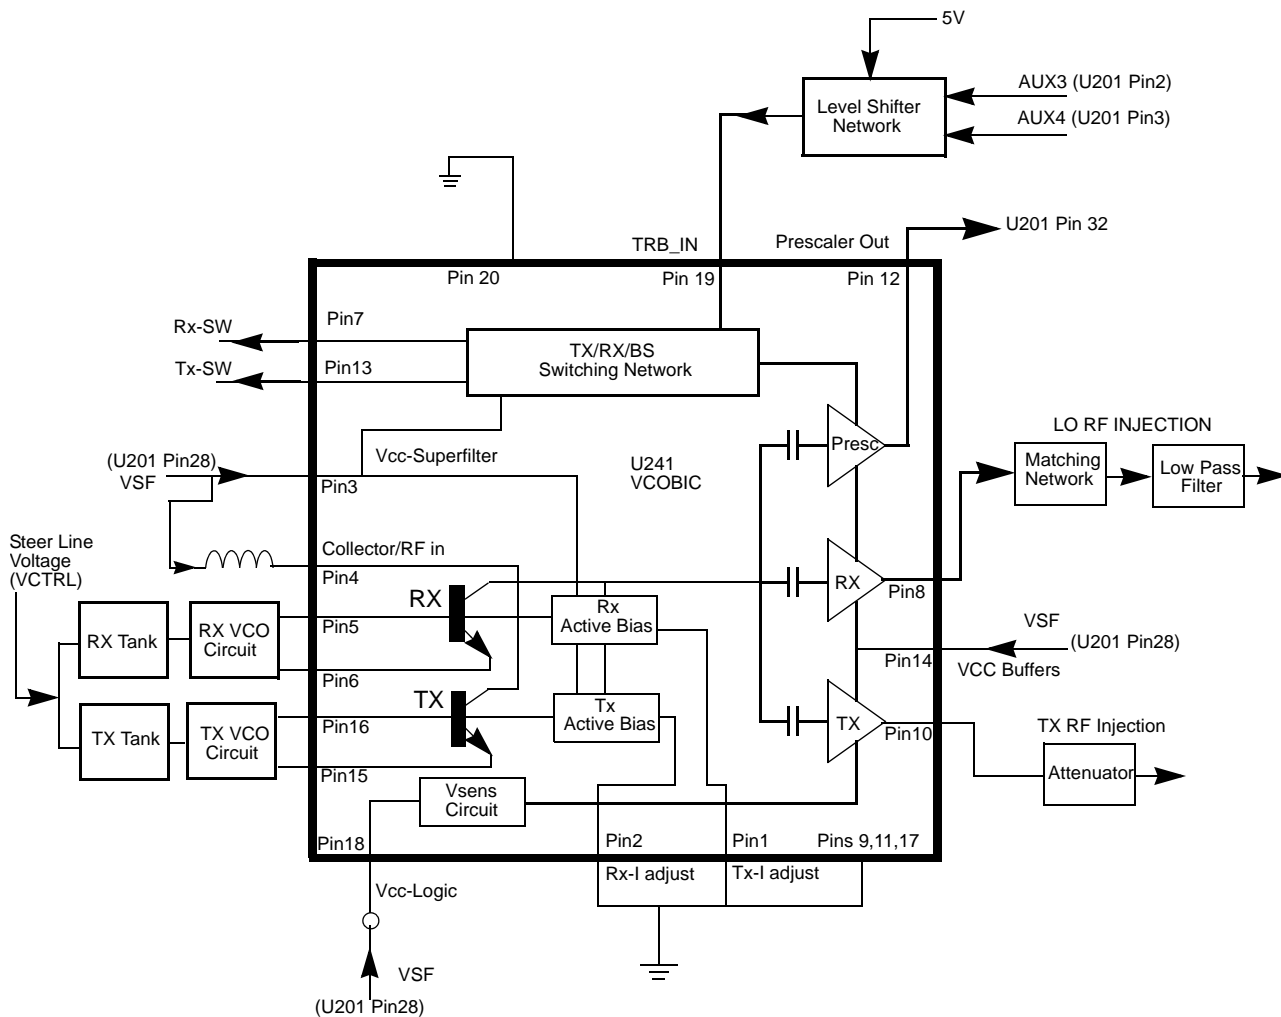 5V
AUX3 (U201 Pin2)
Level Shifter
Network
AUX4 (U201 Pin3)
U201 Pin 32
TRB_IN
Prescaler Out
Pin 20
Pin 19
Pin 12
Pin7
Rx-SW
TX/RX/BS
Switching Network
Tx-SW
Pin13
Presc
LO RF INJECTION
(U201 Pin28)
VSF
Vcc-Superfilter
U241
VCOBIC
Matching
Network
Low Pass
Filter
Pin3
Steer Line
Voltage
(VCTRL)
Collector/RF in
Pin4
RX
Rx
Active Bias
RX
Pin8
RX Tank
RX VCO
Circuit
Pin5
VSF
(U201 Pin28)
Pin14
VCC Buffers
Pin6
TX
Tx
Active Bias
TX
Pin10
TX RF Injection
TX Tank
TX VCO
Circuit
Pin16
Attenuator
Pin15
Vsens
Circuit
Pin18
Pin2
Pin1
Pins 9,11,17
Rx-I adjust
Tx-I adjust
Vcc-Logic
VSF
(U201 Pin28)